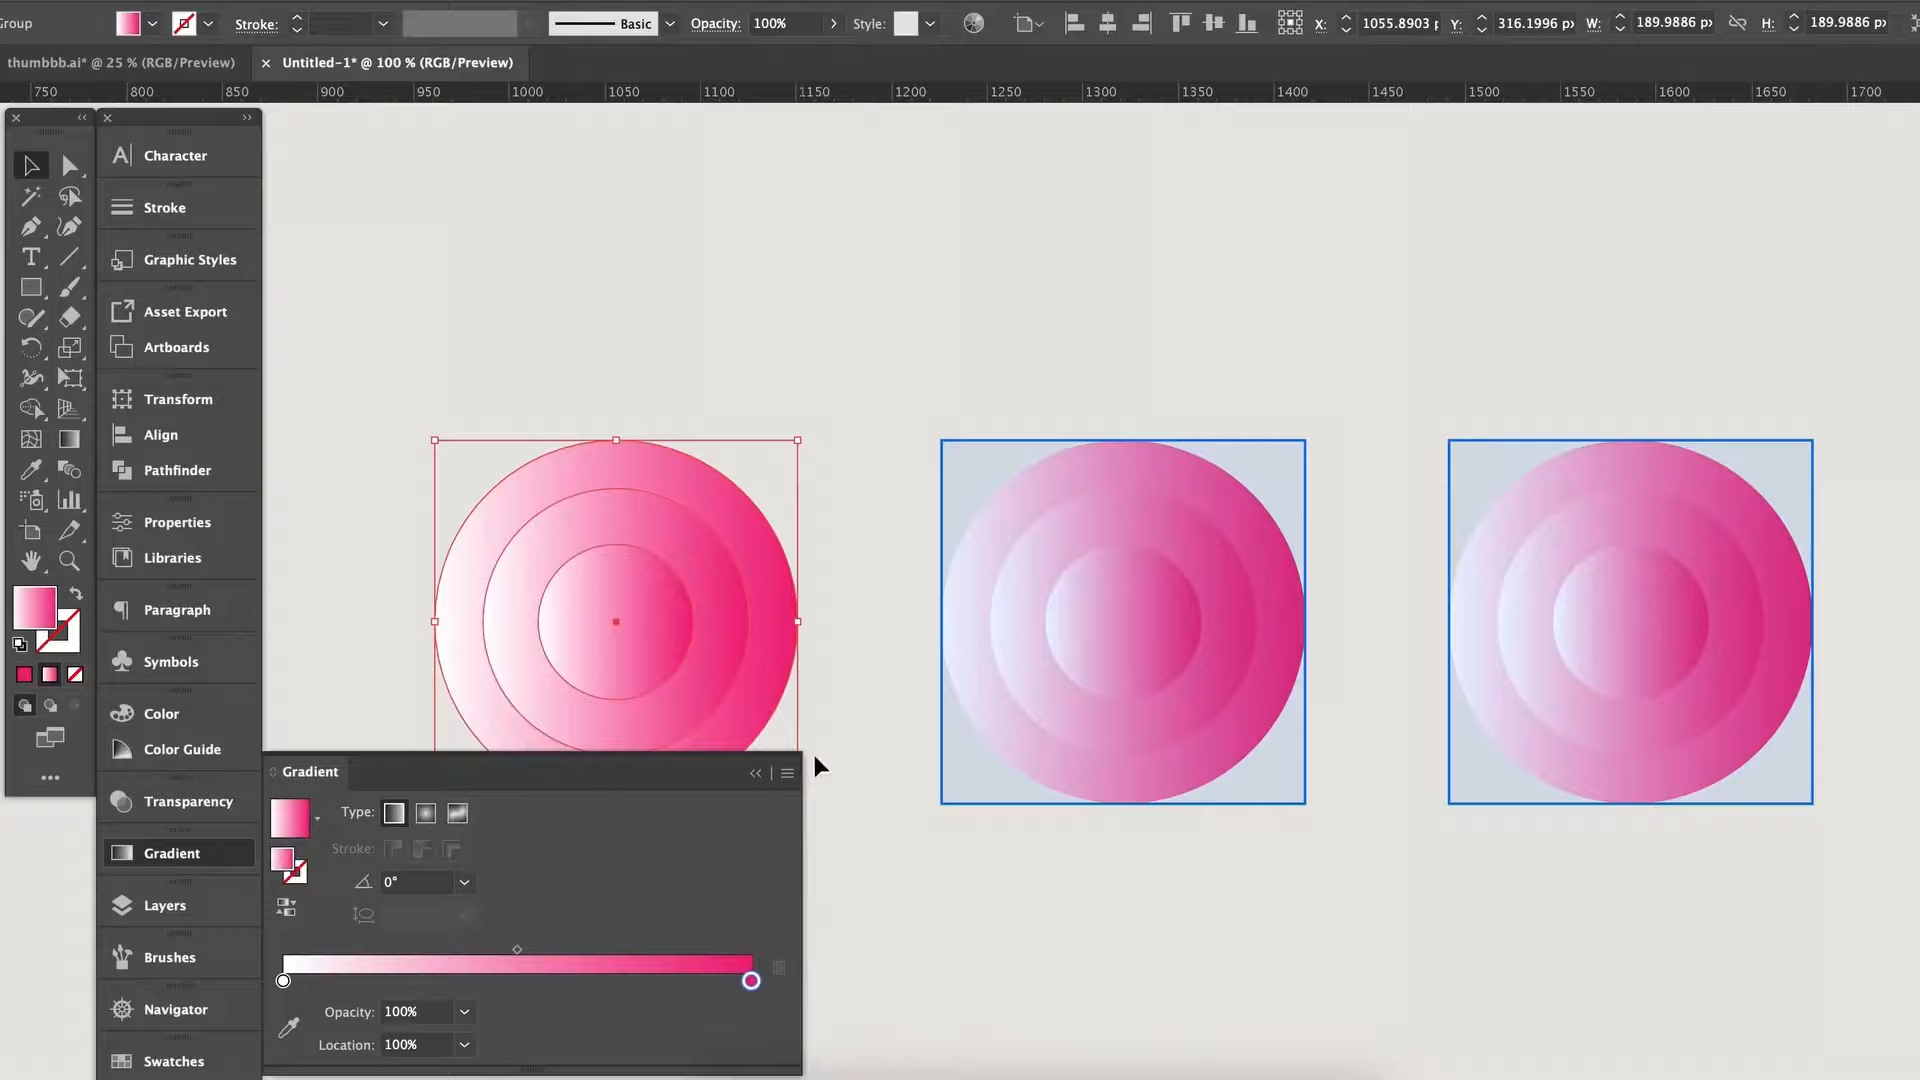 Group
Stroke:
Basic
Opacity: 100%
Style:
X:
1055.8903 p
Y:
316.1996 px
W:
189.9886 px
H:
189.9886 px
thumbbb.ai* @ 25 % (RGB/Preview)
Untitled-1* @ 100 % (RGB/Preview)
750 800 850 900 950 1000 1050 1100 1150 1200 1250 1300 1350 1400 1450 1500 1550 1600 1650 1700
Character
Stroke
Graphic Styles
Asset Export
Artboards
Transform
Align
Pathfinder
Properties
Libraries
Paragraph
Symbols
Color
Color Guide
Transparency
Gradient
Layers
Brushes
Navigator
Swatches
Gradient
Type:
Stroke:
0°
Opacity: 100%
Location: 100%